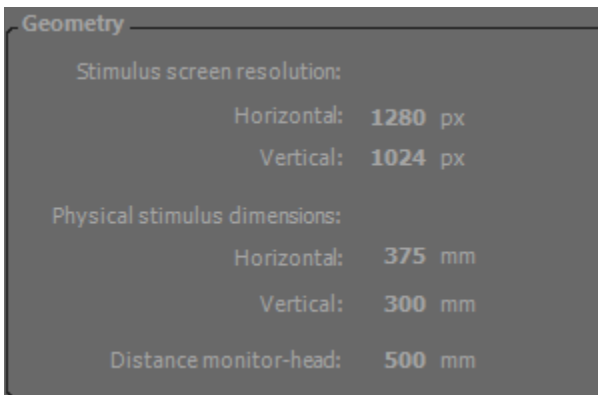 Geometry
Stimulus screen resolution:
Horizontal: 1280 px
Vertical: 1024 px
Physical stimulus dimensions:
Horizontal: 375 mm
Vertical: 300 mm
Distance monitor-head: 500 mm